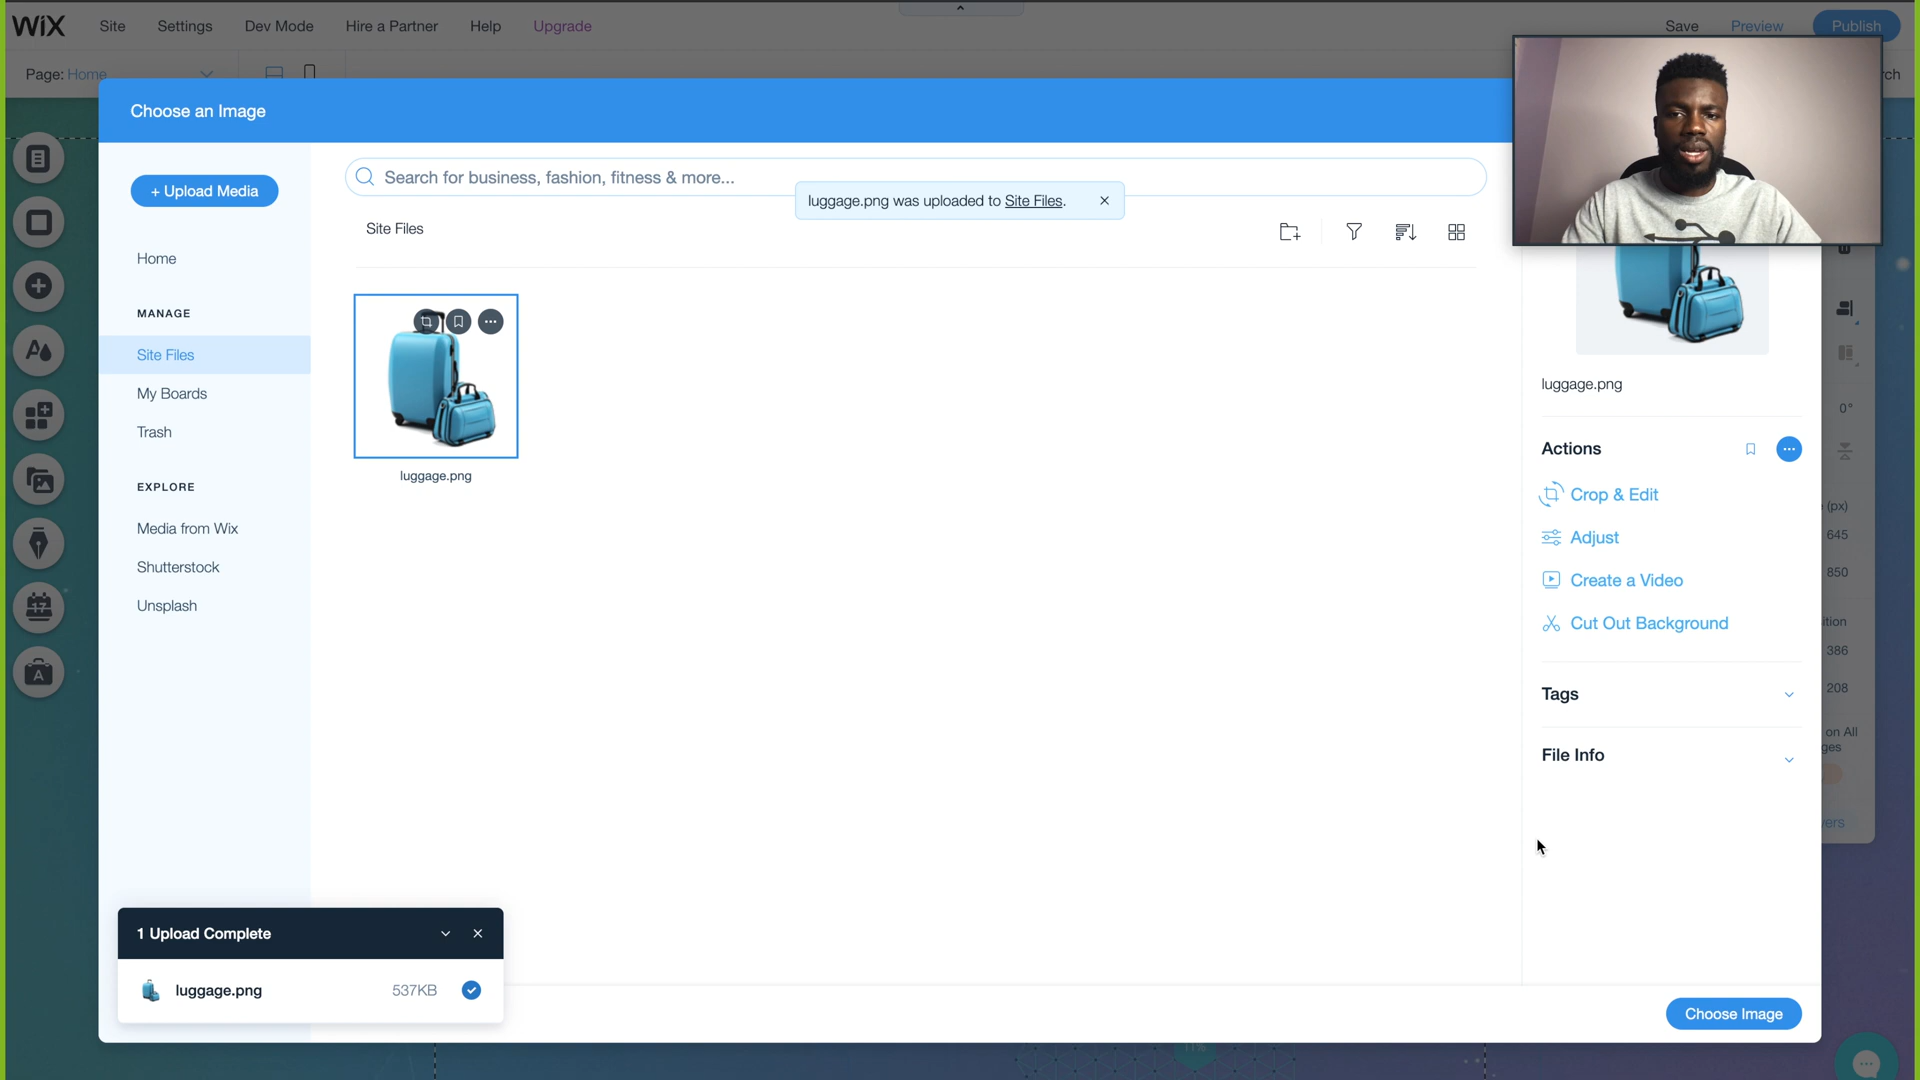 WiX Site Settings Dev Mode Hire a Partner Help Upgrade Save Preview Publish
Page: Home
Choose an Image
+ Upload Media
Search for business, fashion, fitness & more...
luggage.png was uploaded to Site Files. ×
Site Files
Home
MANAGE
Site Files
My Boards
Trash
EXPLORE
Media from Wix
Shutterstock
Unsplash
luggage.png
luggage.png
Actions
Crop & Edit
Adjust
Create a Video
Cut Out Background
Tags
File Info
0°
(px)
645
850
386
208
on All
1 Upload Complete
luggage.png 537KB
Choose Image
17
A
11%